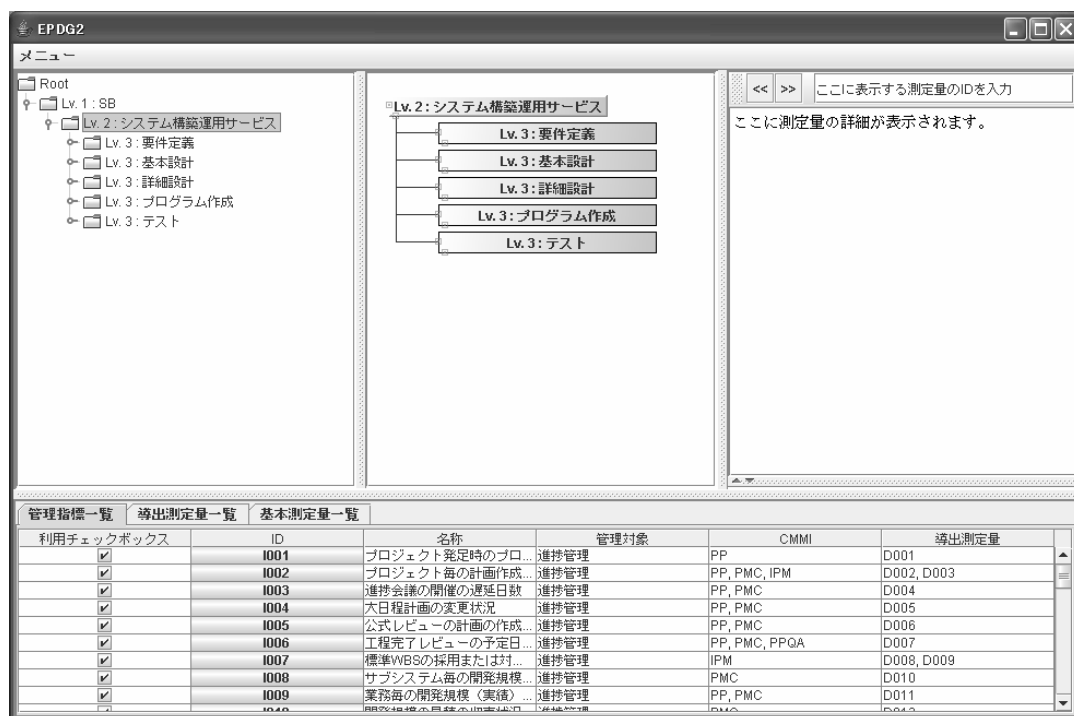 EPDG2
メニュー
Root
Lv. 1 : SB
Lv. 2 : システム構築運用サービス
Lv. 3 : 要件定義
Lv. 3 : 基本設計
Lv. 3 : 詳細設計
Lv. 3 : プログラム作成
Lv. 3 : テスト
Lv. 2 : システム構築運用サービス
Lv. 3 : 要件定義
Lv. 3 : 基本設計
Lv. 3 : 詳細設計
Lv. 3 : プログラム作成
Lv. 3 : テスト
<< >> ここに表示する測定量のIDを入力
ここに測定量の詳細が表示されます。
管理指標一覧 導出測定量一覧 基本測定量一覧
利用チェックボックス ID 名称 管理対象 CMMI 導出測定量
I001 プロジェクト発足時のプロ... 進捗管理 PP D001
I002 プロジェクト毎の計画作成... 進捗管理 PP, PMC, IPM D002, D003
I003 進捗会議の開催の遅延日数 進捗管理 PP, PMC D004
I004 大日程計画の変更状況 進捗管理 PP, PMC D005
I005 公式レビューの計画の作成... 進捗管理 PP, PMC D006
I006 工程完了レビューの予定日... 進捗管理 PP, PMC, PPQA D007
I007 標準WBSの採用または対... 進捗管理 IPM D008, D009
I008 サブシステム毎の開発規模... 進捗管理 PMC D010
I009 業務毎の開発規模（実績）... 進捗管理 PP, PMC D011